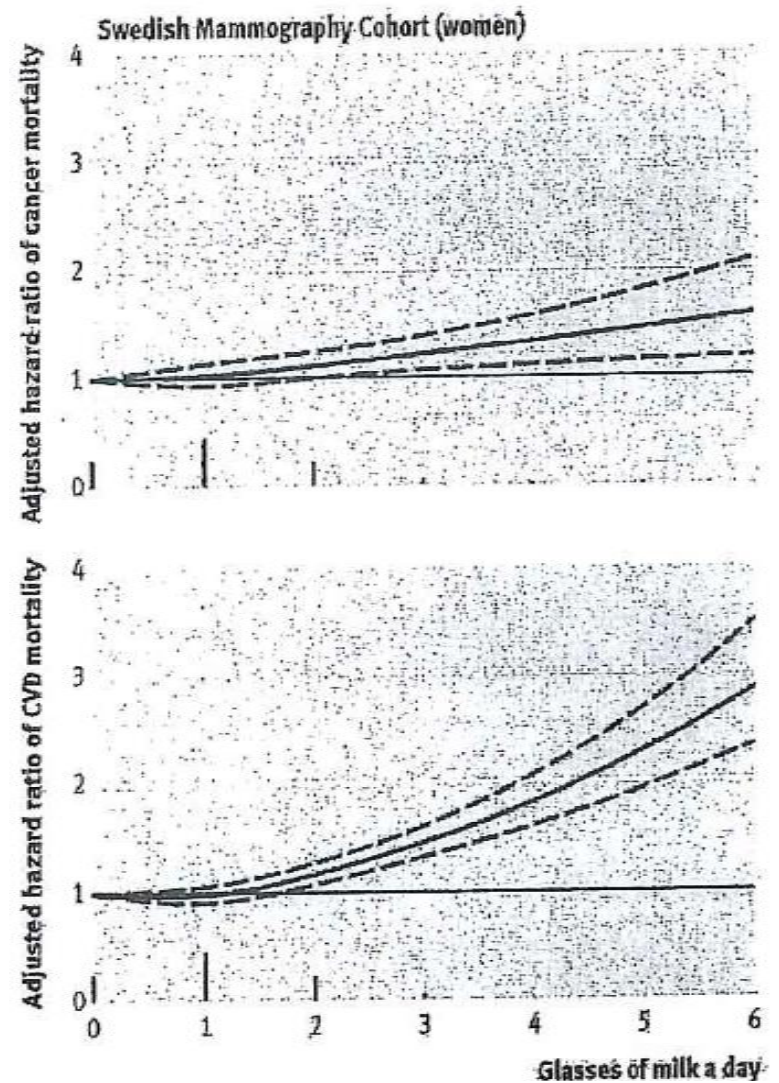 Swedish Mammography Cohort (women)
Adjusted hazard ratio of cancer mortality
4
3
2
1
0
Adjusted hazard ratio of CVD mortality
4
3
2
1
0
0 1 2 3 4 5 6
Glasses of milk a day